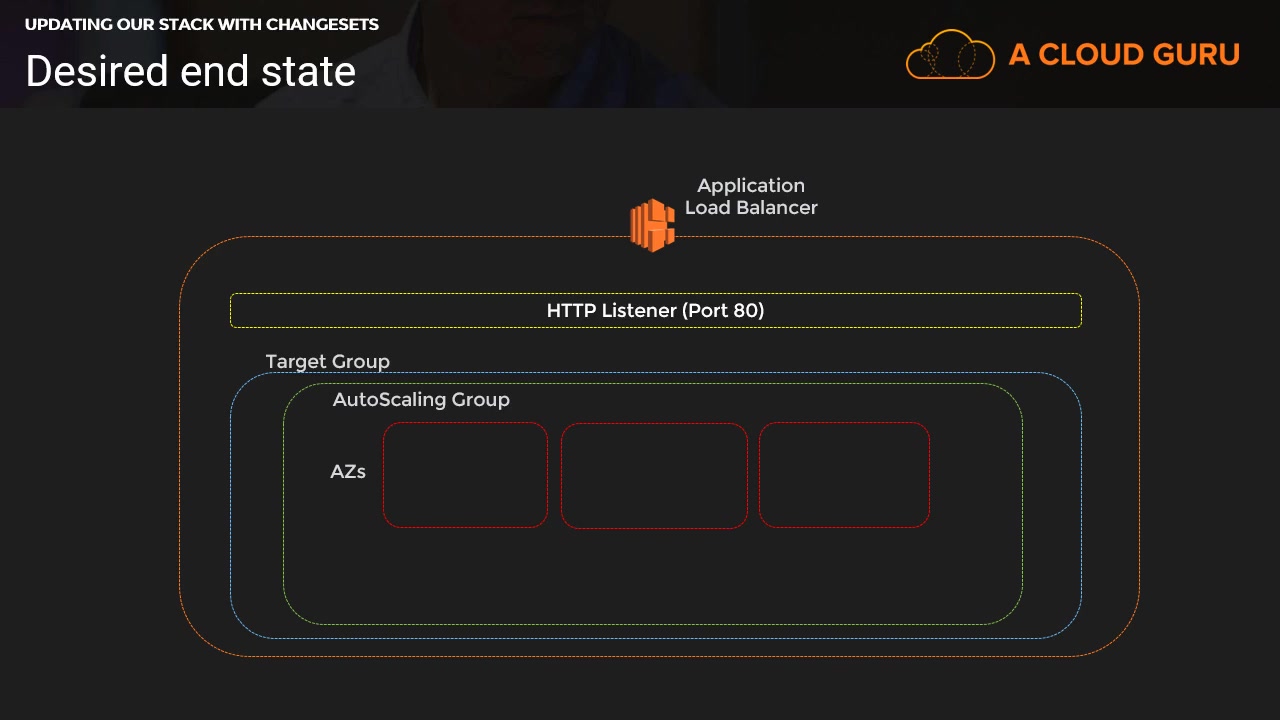 UPDATING OUR STACK WITH CHANGESETS
Desired end state
A CLOUD GURU
Application
Load Balancer
HTTP Listener (Port 80)
Target Group
AutoScaling Group
AZs